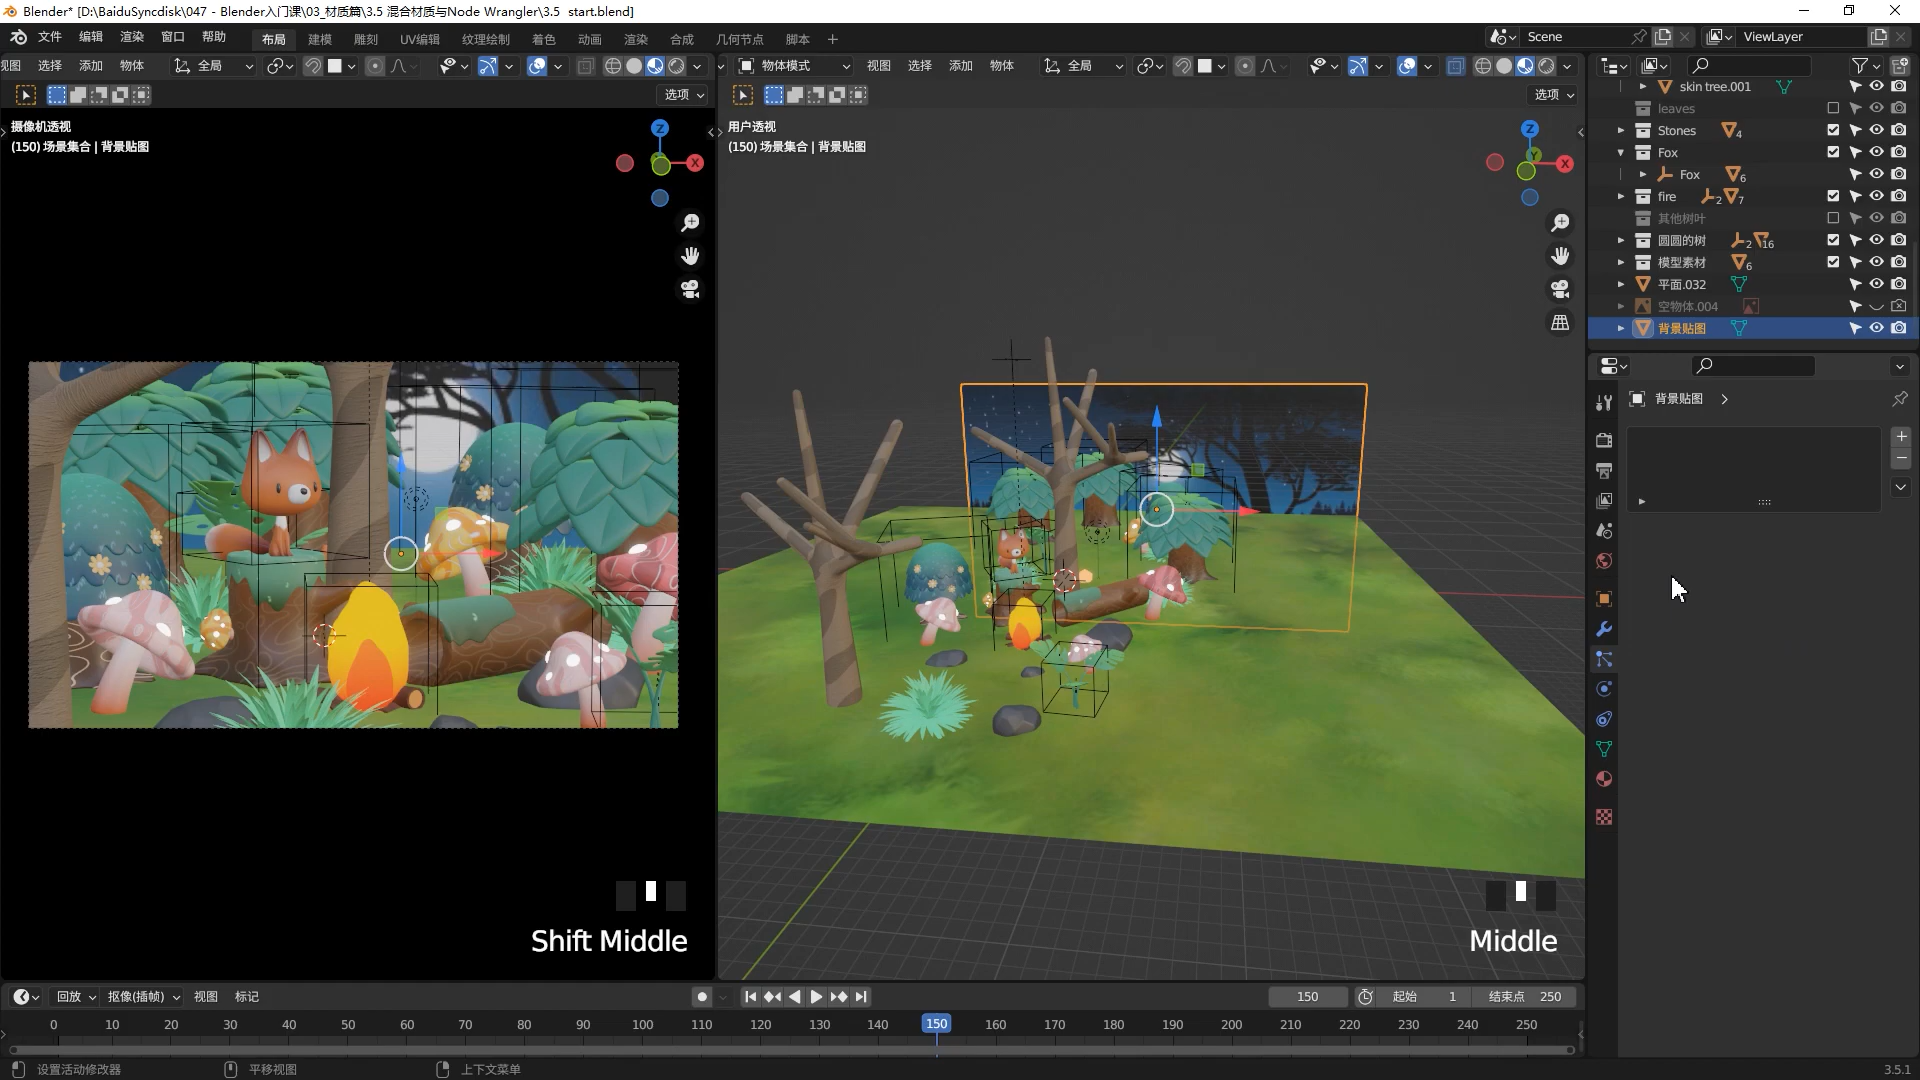 Blender* [D:\BaiduSyncdisk\047 - Blender入门课\03_材质篇\3.5 混合材质与Node Wrangler\3.5  start.blend]
文件 编辑 渲染 窗口 帮助 布局 建模 雕刻 UV编辑 纹理绘制 着色 动画 渲染 合成 几何节点 脚本 + Scene ViewLayer
视图 选择 添加 物体 全局 物体模式 视图 选择 添加 物体 全局
选项 选项
摄像机透视
(150) 场景集合 | 背景贴图
Z
X
用户透视
(150) 场景集合 | 背景贴图
Z
Y
X
Shift Middle
Middle
skin tree.001
leaves
Stones 4
Fox
Fox 6
fire 2 7
其他树叶
圆圆的树 2 16
模型素材 6
平面.032
空物体.004
背景贴图
背景贴图
回放 抠像(插帧) 视图 标记 150 起始 1 结束点 250
0 10 20 30 40 50 60 70 80 90 100 110 120 130 140 150 160 170 180 190 200 210 220 230 240 250
设置活动修改器 平移视图 上下文菜单 3.5.1